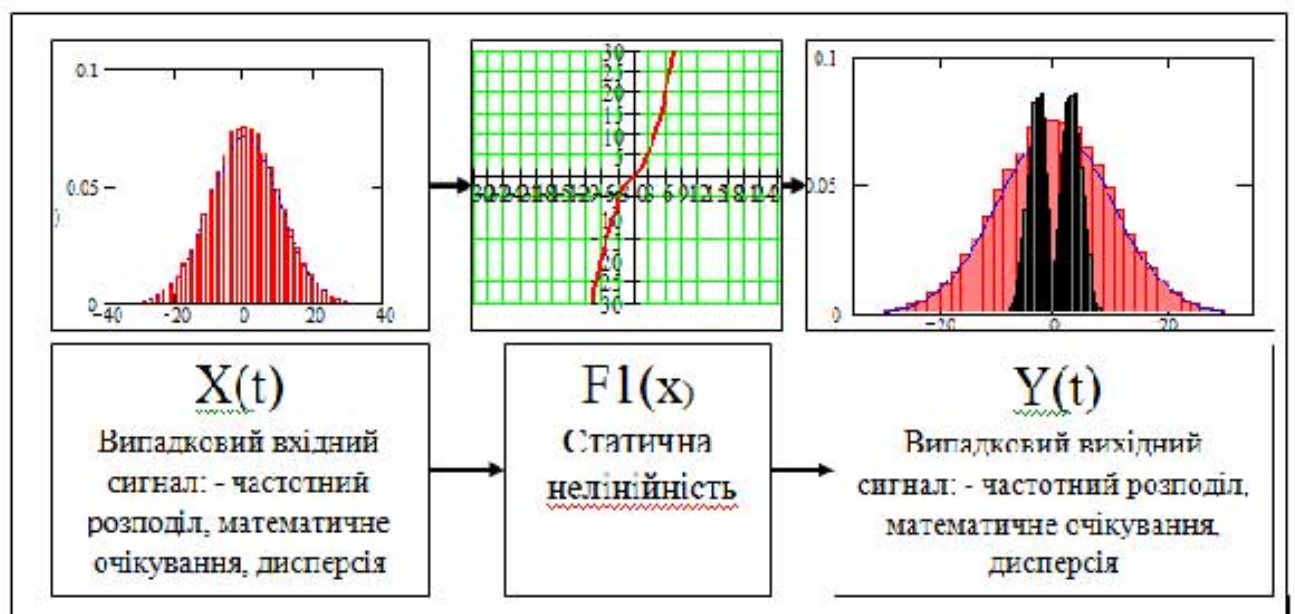 0.1
0.05
0
−40
−20
0
20
40
30
25
20
15
10
5
30
0.1
0.05
0
−20
0
20
X(t)
Випадковий вхідний
сигнал: - частотний
розподіл, математичне
очікування, дисперсія
F1(x)
Статична
нелінійність
Y(t)
Випадковий вихідний
сигнал: - частотний розподіл,
математичне очікування,
дисперсія